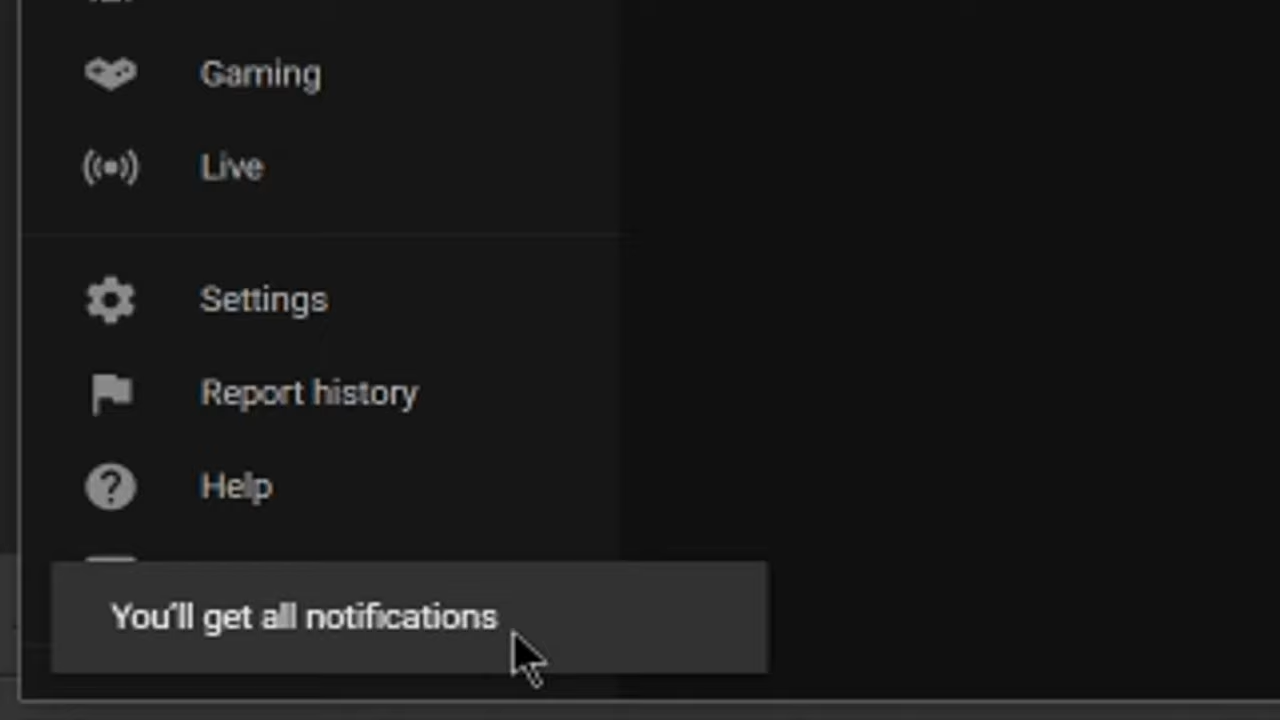 Gaming
Live
Settings
Report history
Help
You'll get all notifications